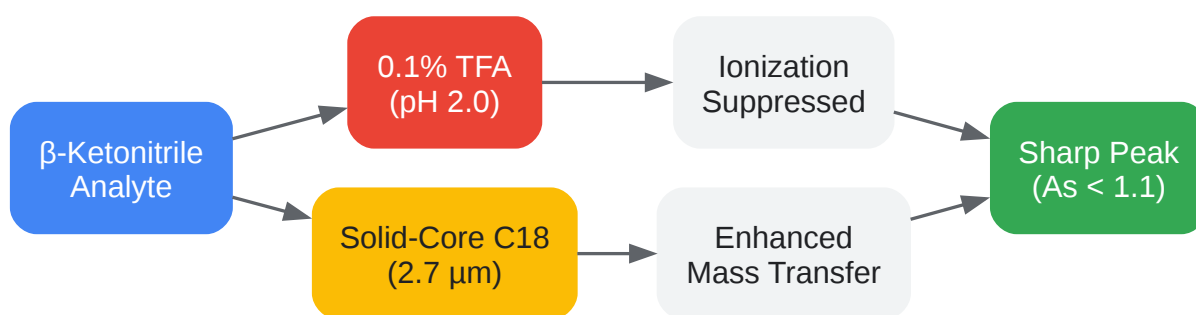 β-Ketonitrile
Analyte
0.1% TFA
(pH 2.0)
Ionization
Suppressed
Solid-Core C18
(2.7 µm)
Enhanced
Mass Transfer
Sharp Peak
(As < 1.1)